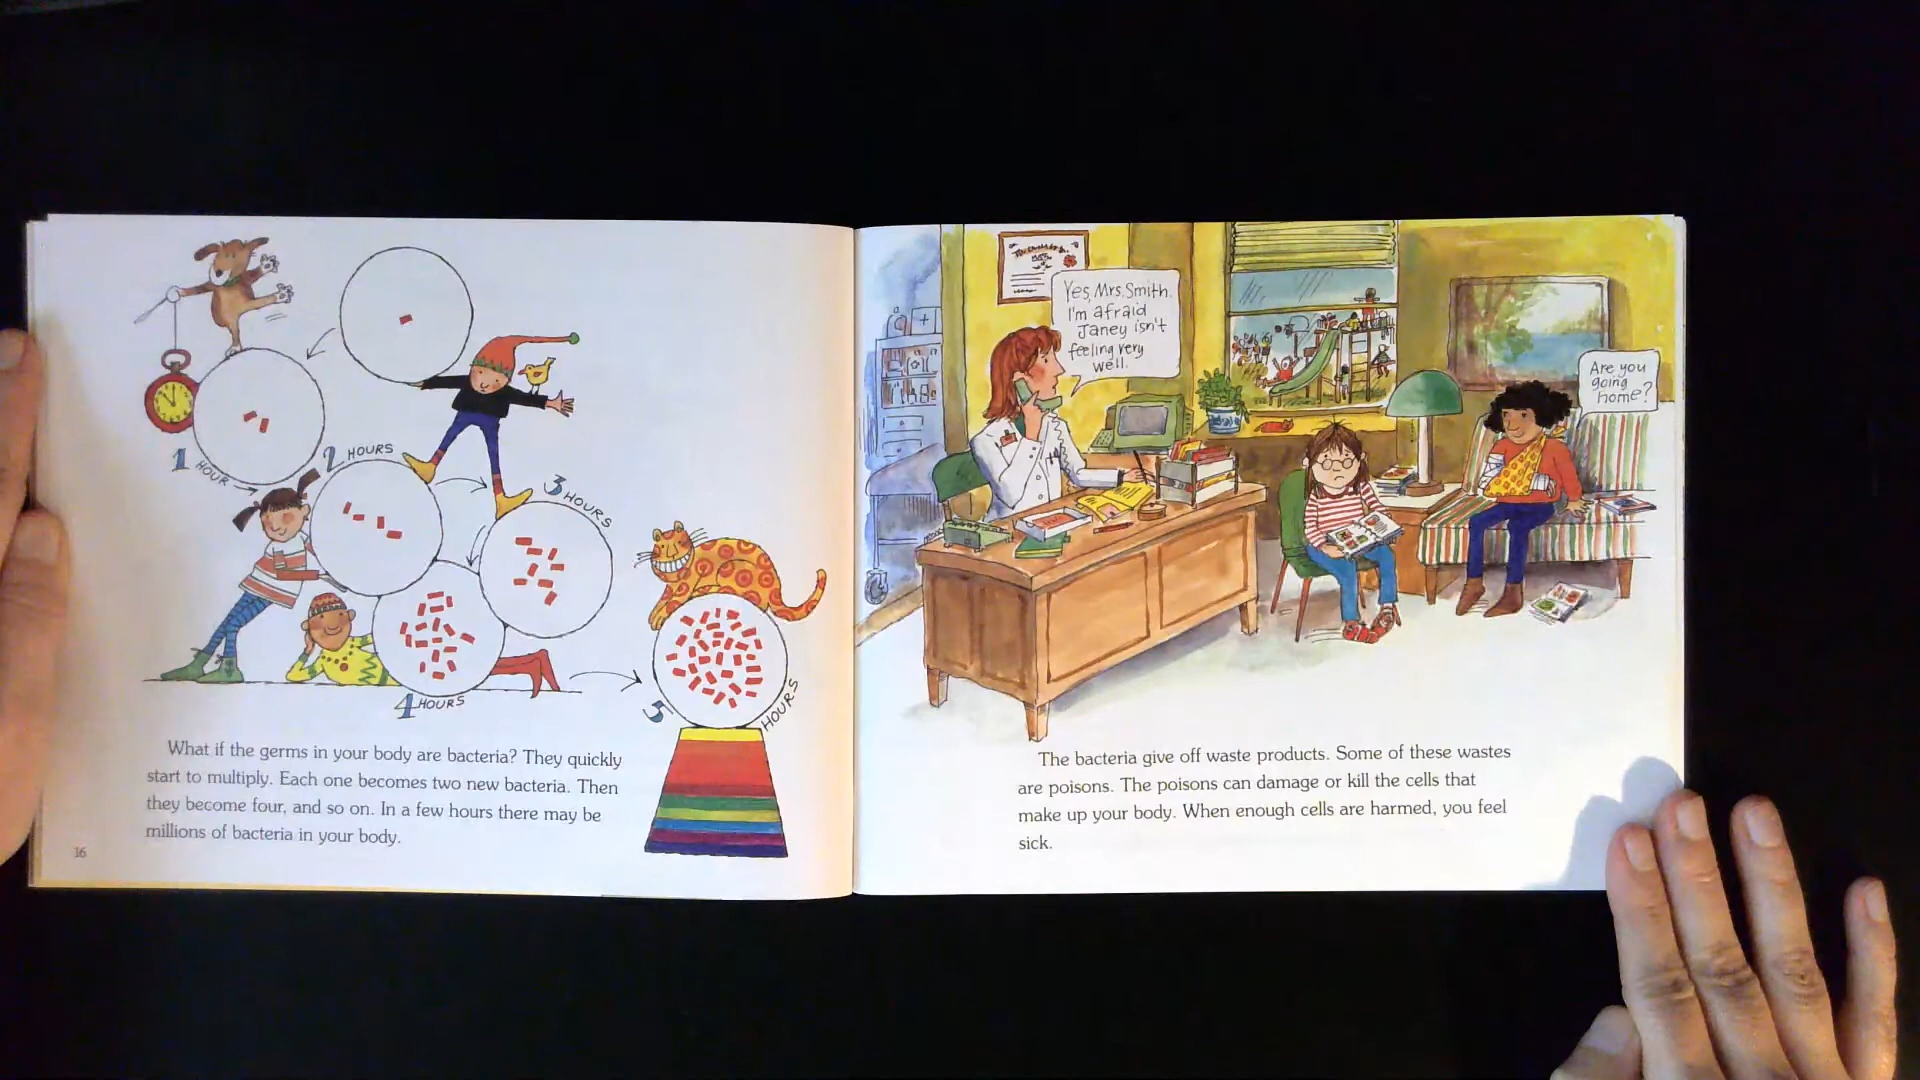 1 HOUR
2 HOURS
3 HOURS
4 HOURS
5 HOURS
What if the germs in your body are bacteria? They quickly
start to multiply. Each one becomes two new bacteria. Then
they become four, and so on. In a few hours there may be
millions of bacteria in your body.
16
Yes, Mrs. Smith.
I'm afraid
Janey isn't
feeling very
well.
Are you
going
home?
The bacteria give off waste products. Some of these wastes
are poisons. The poisons can damage or kill the cells that
make up your body. When enough cells are harmed, you feel
sick.